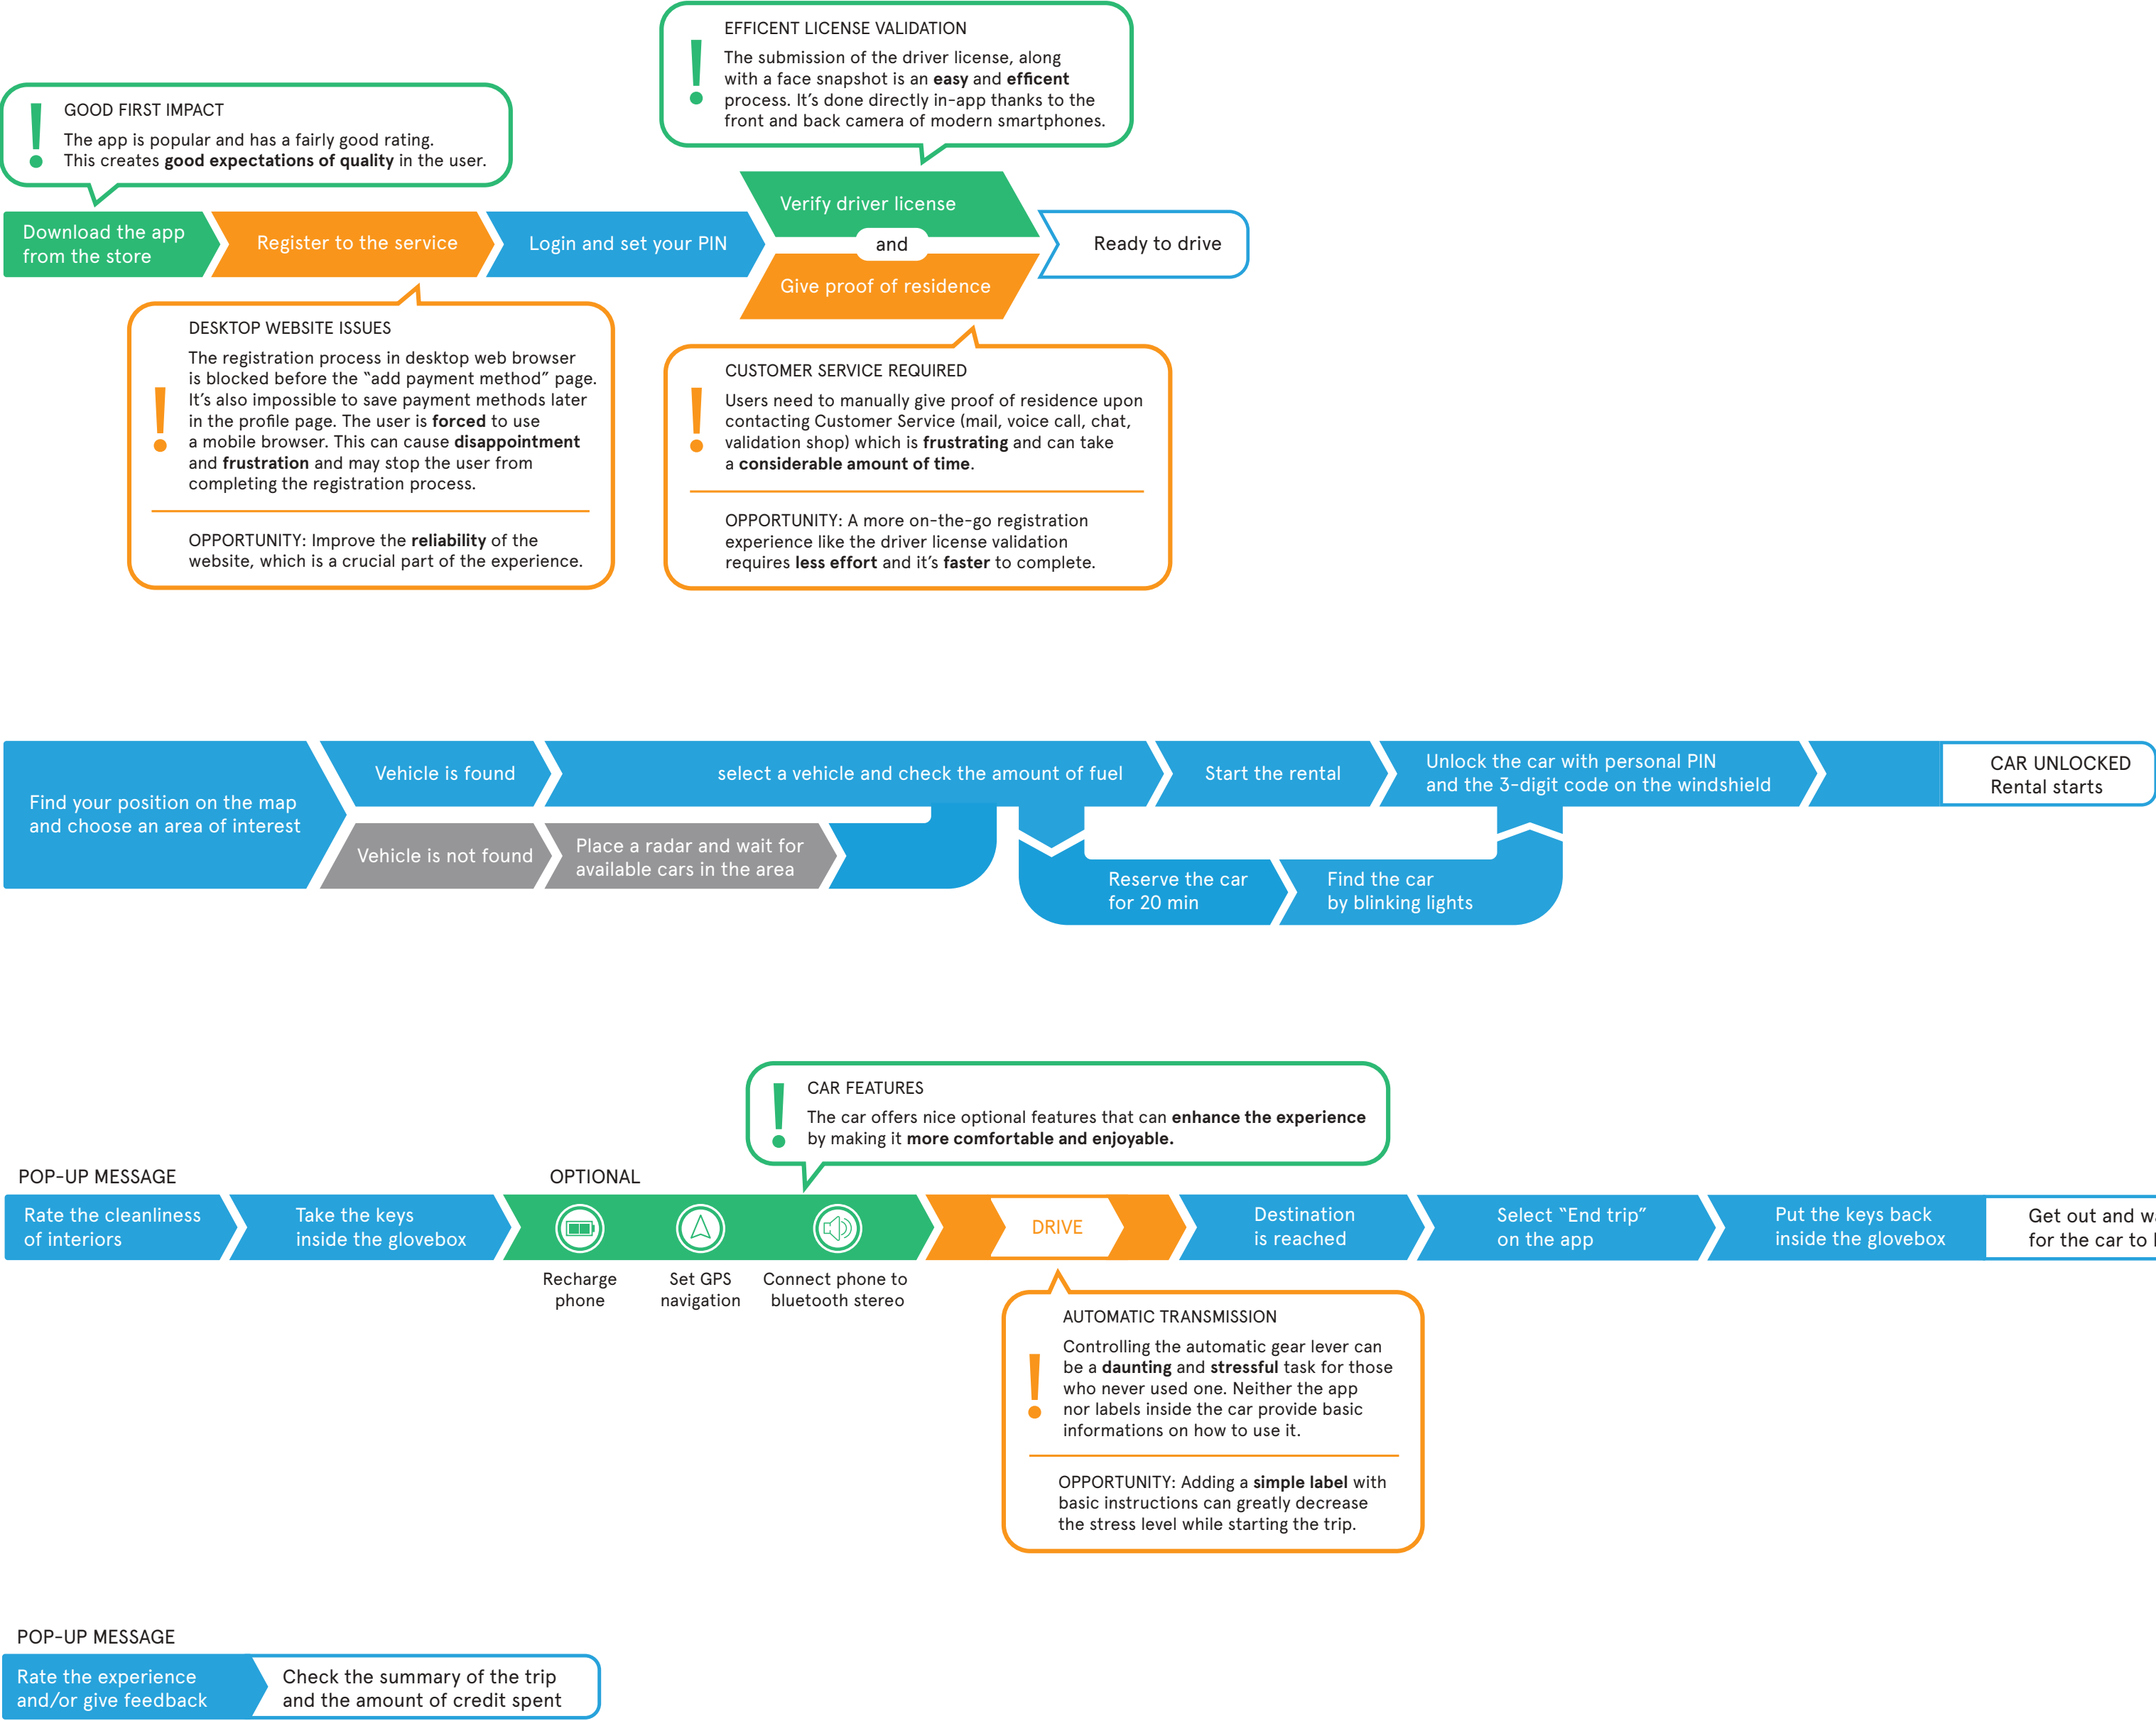 EFFICENT LICENSE VALIDATION
The submission of the driver license, along
with a face snapshot is an easy and efficent
process. It's done directly in-app thanks to the
front and back camera of modern smartphones.
GOOD FIRST IMPACT
The app is popular and has a fairly good rating.
This creates good expectations of quality in the user.
Download the app
from the store
Register to the service
Login and set your PIN
Verify driver license
and
Give proof of residence
Ready to drive
DESKTOP WEBSITE ISSUES
The registration process in desktop web browser
is blocked before the “add payment method” page.
It's also impossible to save payment methods later
in the profile page. The user is forced to use
a mobile browser. This can cause disappointment
and frustration and may stop the user from
completing the registration process.
OPPORTUNITY: Improve the reliability of the
website, which is a crucial part of the experience.
CUSTOMER SERVICE REQUIRED
Users need to manually give proof of residence upon
contacting Customer Service (mail, voice call, chat,
validation shop) which is frustrating and can take
a considerable amount of time.
OPPORTUNITY: A more on-the-go registration
experience like the driver license validation
requires less effort and it's faster to complete.
Find your position on the map
and choose an area of interest
Vehicle is found
select a vehicle and check the amount of fuel
Start the rental
Unlock the car with personal PIN
and the 3-digit code on the windshield
CAR UNLOCKED
Rental starts
Vehicle is not found
Place a radar and wait for
available cars in the area
Reserve the car
for 20 min
Find the car
by blinking lights
CAR FEATURES
The car offers nice optional features that can enhance the experience
by making it more comfortable and enjoyable.
POP-UP MESSAGE
OPTIONAL
Rate the cleanliness
of interiors
Take the keys
inside the glovebox
DRIVE
Destination
is reached
Select “End trip”
on the app
Put the keys back
inside the glovebox
Get out and
for the car to
Recharge
phone
Set GPS
navigation
Connect phone to
bluetooth stereo
AUTOMATIC TRANSMISSION
Controlling the automatic gear lever can
be a daunting and stressful task for those
who never used one. Neither the app
nor labels inside the car provide basic
informations on how to use it.
OPPORTUNITY: Adding a simple label with
basic instructions can greatly decrease
the stress level while starting the trip.
POP-UP MESSAGE
Rate the experience
and/or give feedback
Check the summary of the trip
and the amount of credit spent